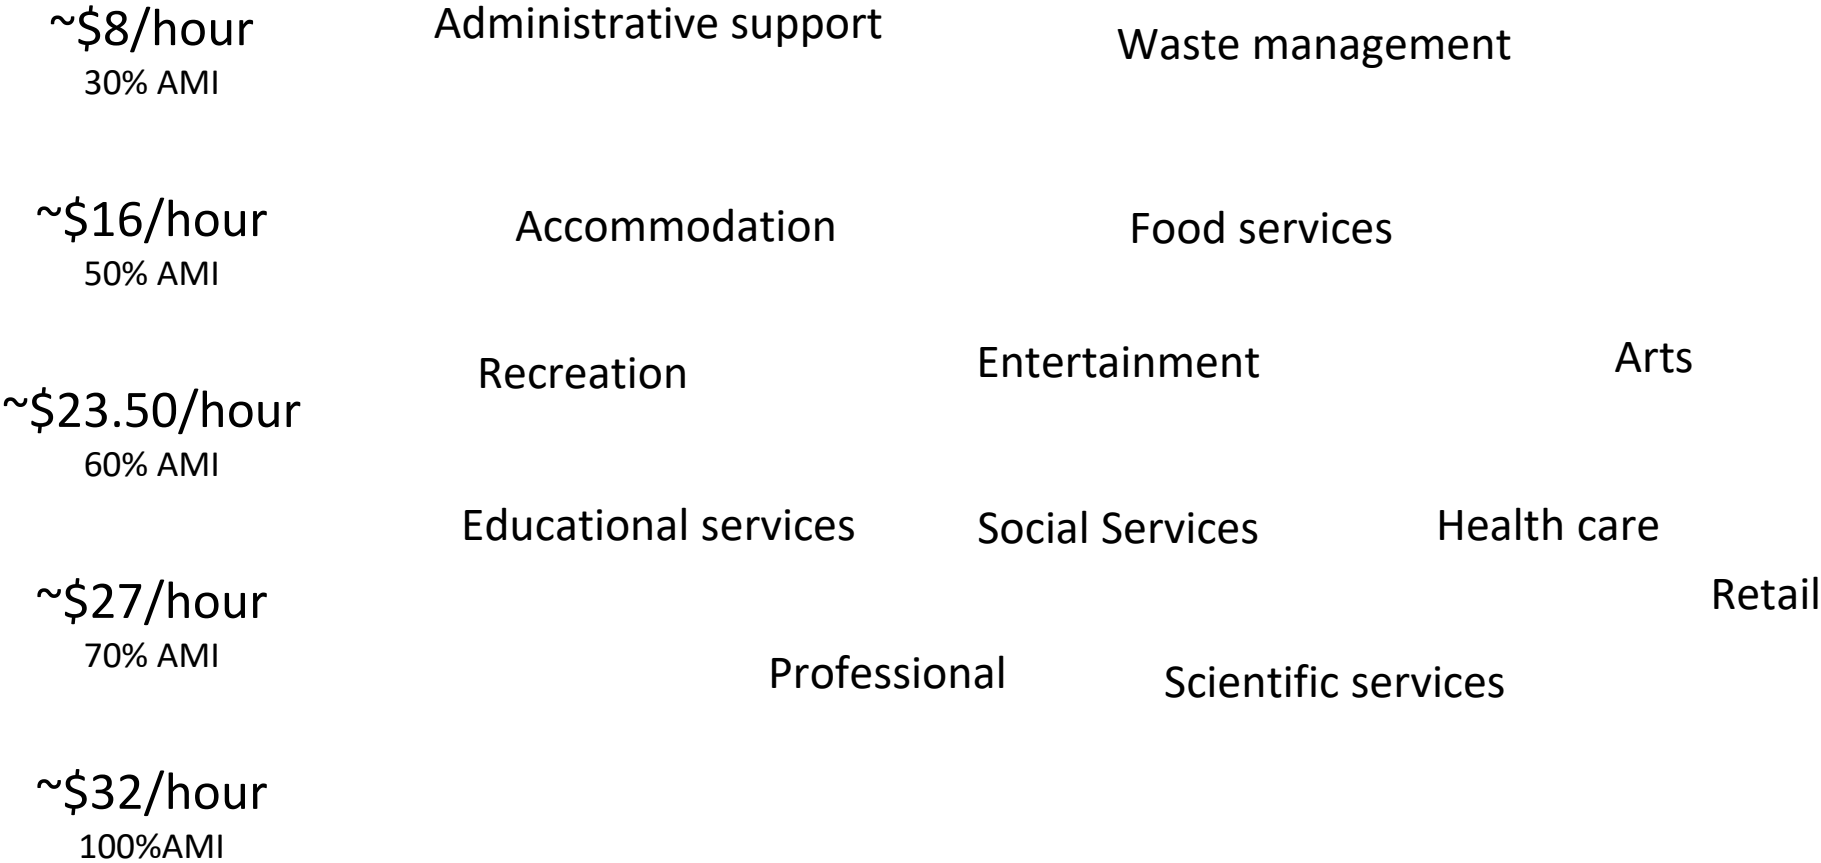 ~$8/hour
30% AMI
Administrative support
Waste management
~$16/hour
50% AMI
Accommodation
Food services
Recreation
Entertainment
Arts
~$23.50/hour
60% AMI
Educational services
Social Services
Health care
~$27/hour
70% AMI
Retail
Professional
Scientific services
~$32/hour
100%AMI